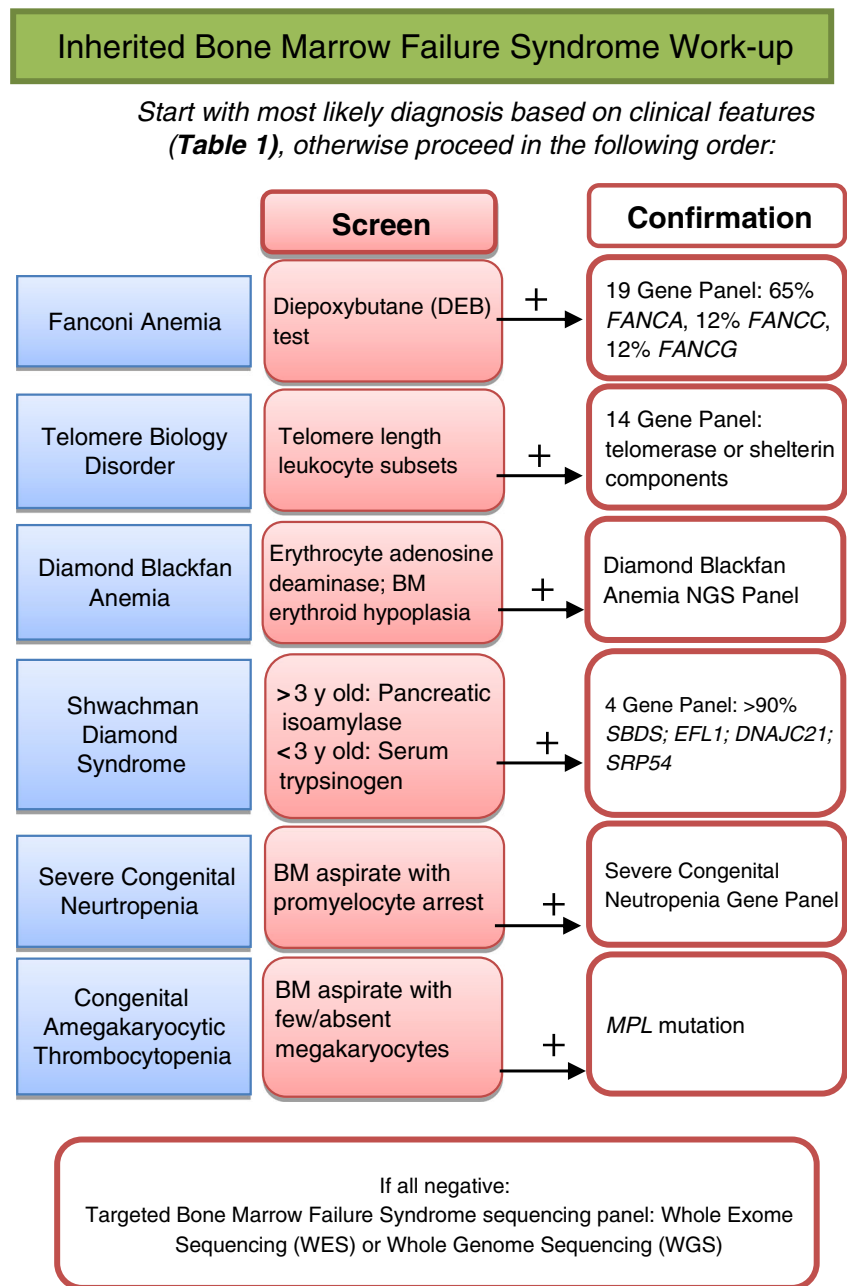 Inherited Bone Marrow Failure Syndrome Work-up
Start with most likely diagnosis based on clinical features
(Table 1), otherwise proceed in the following order:
Screen
Confirmation
Fanconi Anemia
Diepoxybutane (DEB)
test
+
19 Gene Panel: 65%
FANCA, 12% FANCC,
12% FANCG
Telomere Biology
Disorder
Telomere length
leukocyte subsets
+
14 Gene Panel:
telomerase or shelterin
components
Diamond Blackfan
Anemia
Erythrocyte adenosine
deaminase; BM
erythroid hypoplasia
+
Diamond Blackfan
Anemia NGS Panel
Shwachman
Diamond
Syndrome
>3 y old: Pancreatic
isoamylase
<3 y old: Serum
trypsinogen
+
4 Gene Panel: >90%
SBDS; EFL1; DNAJC21;
SRP54
Severe Congenital
Neurtropenia
BM aspirate with
promyelocyte arrest
+
Severe Congenital
Neutropenia Gene Panel
Congenital
Amegakaryocytic
Thrombocytopenia
BM aspirate with
few/absent
megakaryocytes
+
MPL mutation
If all negative:
Targeted Bone Marrow Failure Syndrome sequencing panel: Whole Exome
Sequencing (WES) or Whole Genome Sequencing (WGS)